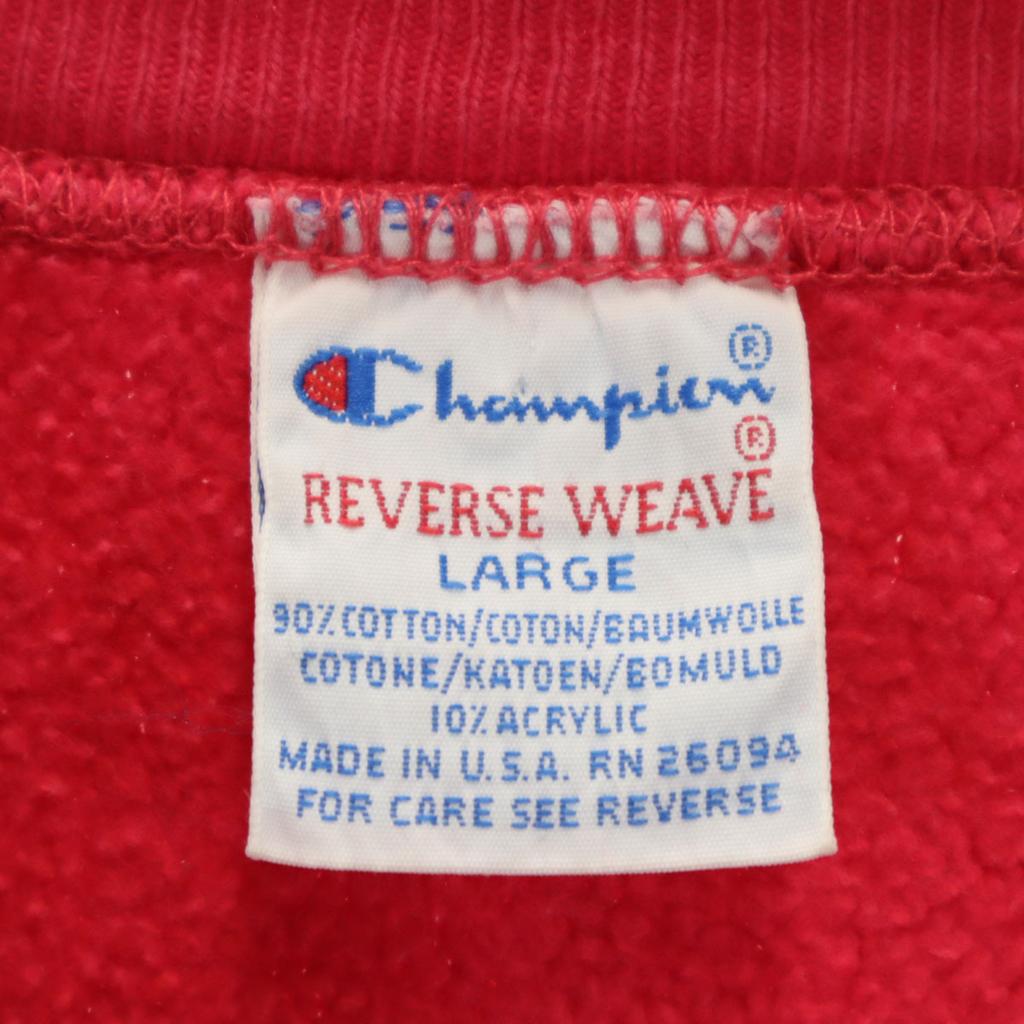 Champion®
REVERSE WEAVE®
LARGE
90% COTTON/COTON/BAUMWOLLE
COTONE/KATOEN/BOMULD
10% ACRYLIC
MADE IN U.S.A. RN 26094
FOR CARE SEE REVERSE